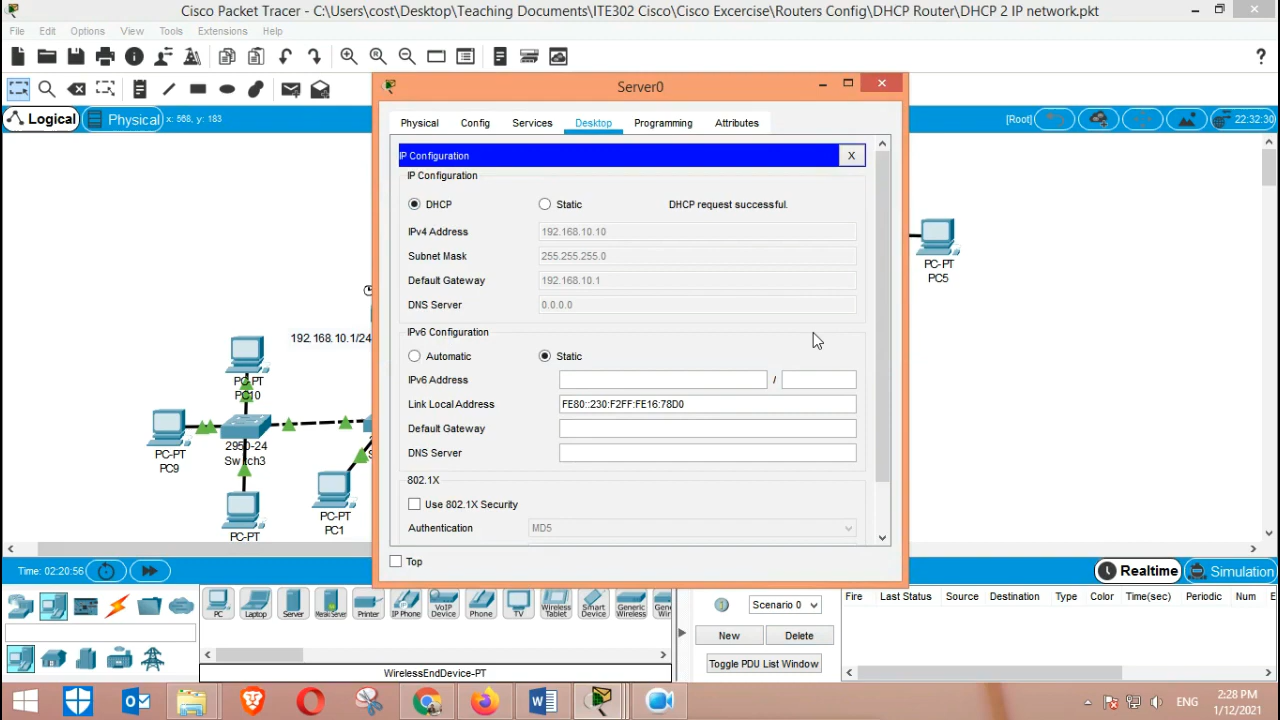 Cisco Packet Tracer - C:\Users\cost\Desktop\Teaching Documents\ITE302 Cisco\Cisco Excercise\Routers Config\DHCP Router\DHCP 2 IP network.pkt
File Edit Options View Tools Extensions Help
Logical Physical x: 568, y: 183
[Root] 22:32:30
Server0
Physical Config Services Desktop Programming Attributes
IP Configuration X
IP Configuration
DHCP Static DHCP request successful.
IPv4 Address 192.168.10.10
Subnet Mask 255.255.255.0
Default Gateway 192.168.10.1
DNS Server 0.0.0.0
IPv6 Configuration
Automatic Static
IPv6 Address /
Link Local Address FE80::230:F2FF:FE16:78D0
Default Gateway
DNS Server
802.1X
Use 802.1X Security
Authentication MD5
Top
192.168.10.1/24
PC-PT
PC10
PC-PT
PC9
2950-24
Switch3
PC-PT
PC-PT
PC1
PC-PT
PC5
Time: 02:20:56
Realtime Simulation
PC Laptop Server Printer IP Phone VoIP Device Phone TV Wireless Tablet Smart Device Generic Wireless
WirelessEndDevice-PT
Scenario 0
New Delete
Toggle PDU List Window
Fire Last Status Source Destination Type Color Time(sec) Periodic Num E
ENG
2:28 PM
1/12/2021